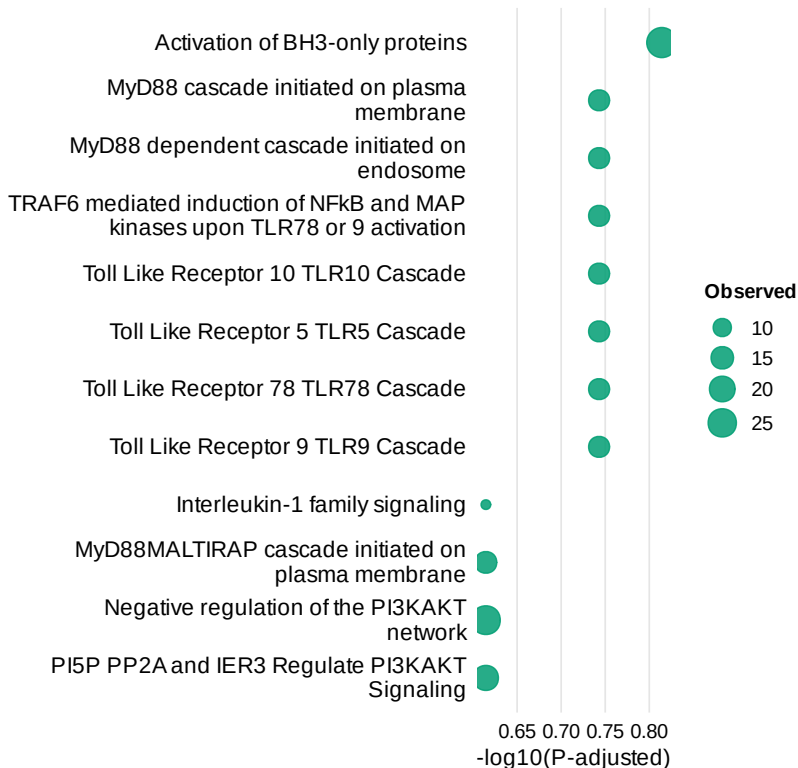 Activation of BH3-only proteins
MyD88 cascade initiated on plasma
membrane
MyD88 dependent cascade initiated on
endosome
TRAF6 mediated induction of NFkB and MAP
kinases upon TLR78 or 9 activation
Toll Like Receptor 10 TLR10 Cascade
Toll Like Receptor 5 TLR5 Cascade
Toll Like Receptor 78 TLR78 Cascade
Toll Like Receptor 9 TLR9 Cascade
Interleukin-1 family signaling
MyD88MALTIRAP cascade initiated on
plasma membrane
Negative regulation of the PI3KAKT
network
PI5P PP2A and IER3 Regulate PI3KAKT
Signaling
0.65 0.70 0.75 0.80
-log10(P-adjusted)
Observed
10
15
20
25